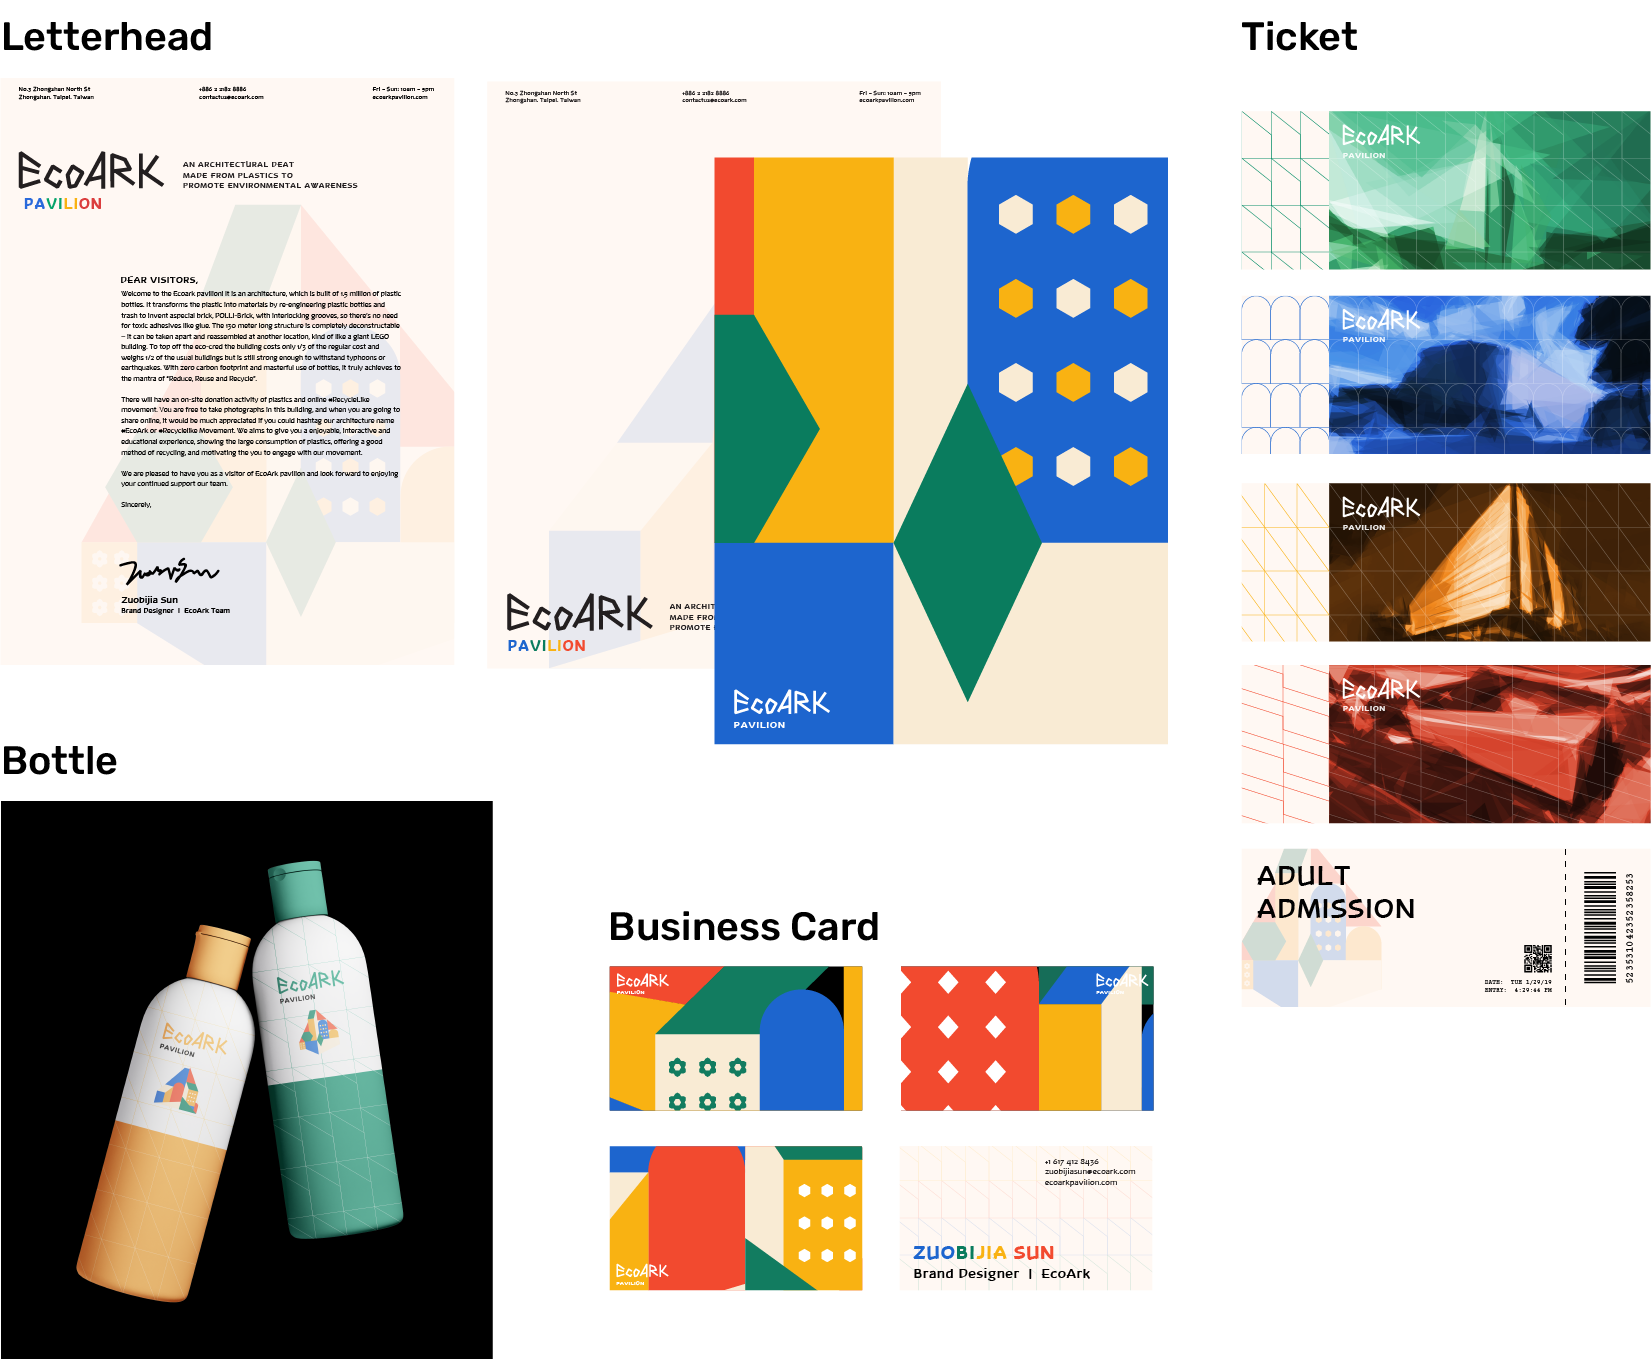 Letterhead
No.3 Zhongshan North St
Zhongshan, Taipei, Taiwan
+886 2 2182 8886
contactus@ecoark.com
Fri – Sun: 10am – 5pm
ecoarkpavilion.com
EcoARK
PAVILION
AN ARCHITECTURAL DEAT
MADE FROM PLASTICS TO
PROMOTE ENVIRONMENTAL AWARENESS
DEAR VISITORS,
Welcome to the Ecoark pavilion! It is an architecture, which is built of 1.5 million of plastic
bottles. It transforms the plastic into materials by re-engineering plastic bottles and
trash to invent aspecial brick, POLLI-Brick, with interlocking grooves, so there's no need
for toxic adhesives like glue. The 130 meter long structure is completely deconstructable
– it can be taken apart and reassembled at another location, kind of like a giant LEGO
building. To top off the eco-cred the building costs only 1/3 of the regular cost and
weighs 1/2 of the usual buildings but is still strong enough to withstand typhoons or
earthquakes. With zero carbon footprint and masterful use of bottles, it truly achieves to
the mantra of "Reduce, Reuse and Recycle".
There will have an on-site donation activity of plastics and online #RecycleLike
movement. You are free to take photographs in this building, and when you are going to
share online, it would be much appreciated if you could hashtag our architecture name
#EcoArk or #Recyclelike Movement. We aims to give you a enjoyable, interactive and
educational experience, showing the large consumption of plastics, offering a good
method of recycling, and motivating the you to engage with our movement.
We are pleased to have you as a visitor of EcoArk pavilion and look forward to enjoying
your continued support our team.
Sincerely,
Zuobijia Sun
Brand Designer | EcoArk Team
No.3 Zhongshan North St
Zhongshan, Taipei, Taiwan
+886 2 2182 8886
contactus@ecoark.com
Fri – Sun: 10am – 5pm
ecoarkpavilion.com
EcoARK
PAVILION
AN ARCHIT
MADE FRO
PROMOTE
EcoARK
PAVILION
Ticket
EcoARK
PAVILION
EcoARK
PAVILION
EcoARK
PAVILION
EcoARK
PAVILION
ADULT
ADMISSION
DATE: TUE 1/29/19
ENTRY: 4:29:44 PM
5235310423523582 53
Bottle
EcoARK
PAVILION
EcoARK
PAVILION
Business Card
EcoARK
PAVILION
EcoARK
PAVILION
EcoARK
PAVILION
+1 617 412 8436
zuobijiasun@ecoark.com
ecoarkpavilion.com
ZUOBIJIA SUN
Brand Designer | EcoArk